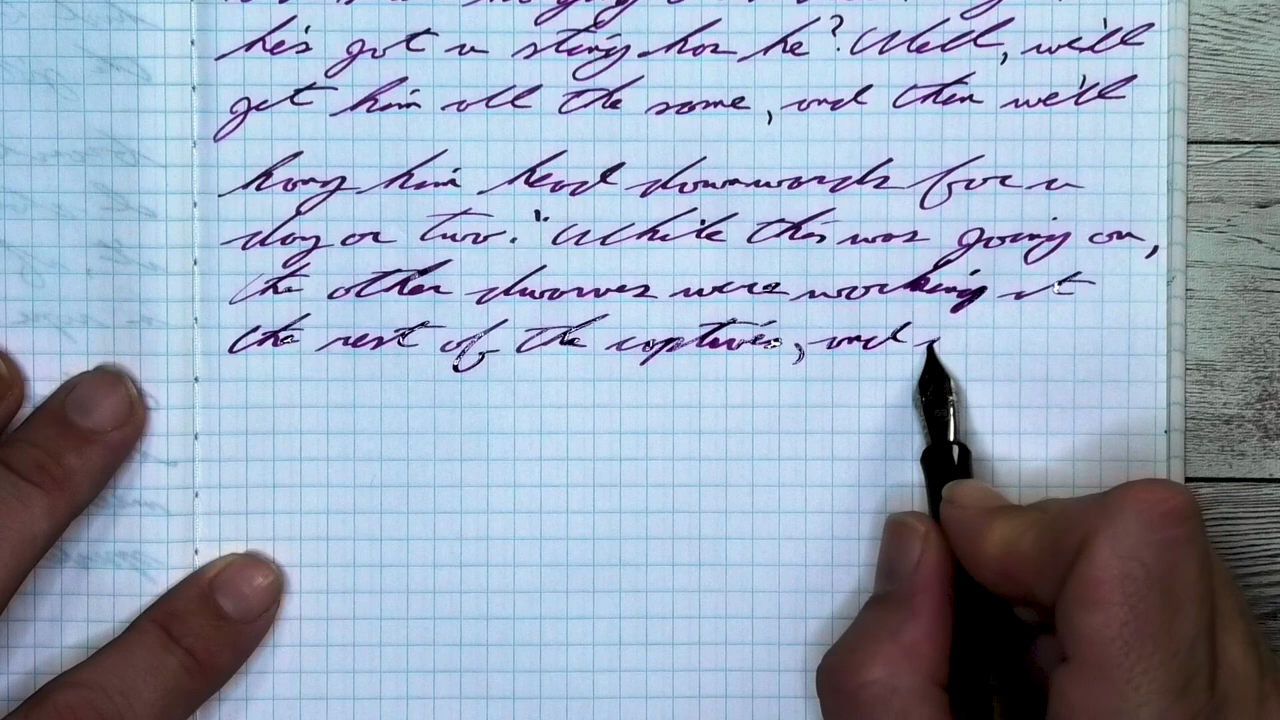 he's got a sting has he? Well, we'll
get him all the same, and then we'll
hang him head downwards for a
day or two." While this was going on,
the other dwarves were working at
the rest of the captives, and